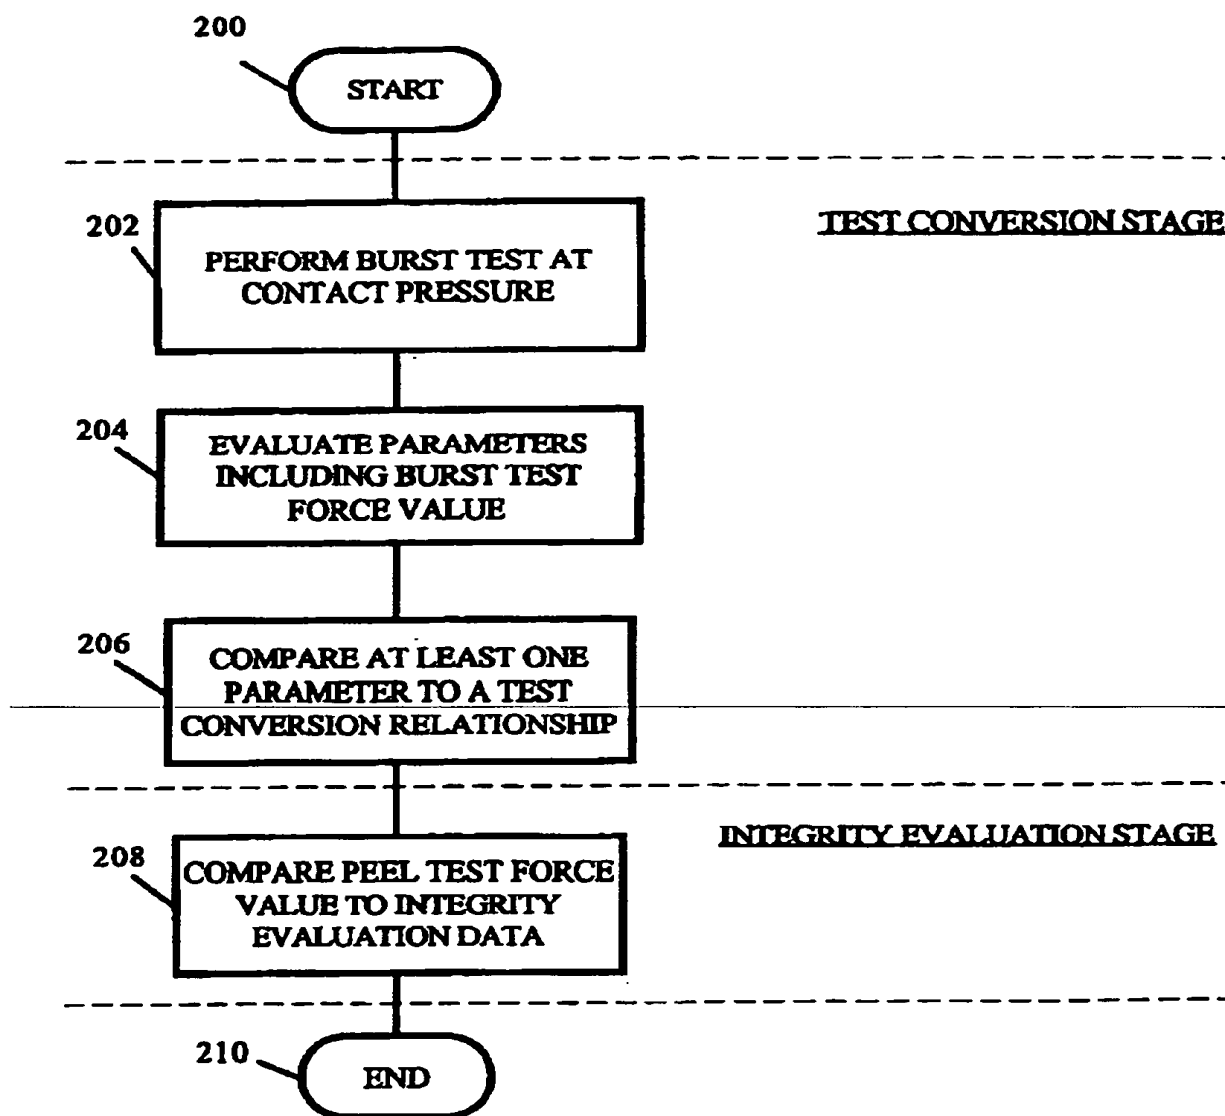 200
START
TEST CONVERSION STAGE
202
PERFORM BURST TEST AT
CONTACT PRESSURE
204
EVALUATE PARAMETERS
INCLUDING BURST TEST
FORCE VALUE
206
COMPARE AT LEAST ONE
PARAMETER TO A TEST
CONVERSION RELATIONSHIP
INTEGRITY EVALUATION STAGE
208
COMPARE PEEL TEST FORCE
VALUE TO INTEGRITY
EVALUATION DATA
210
END